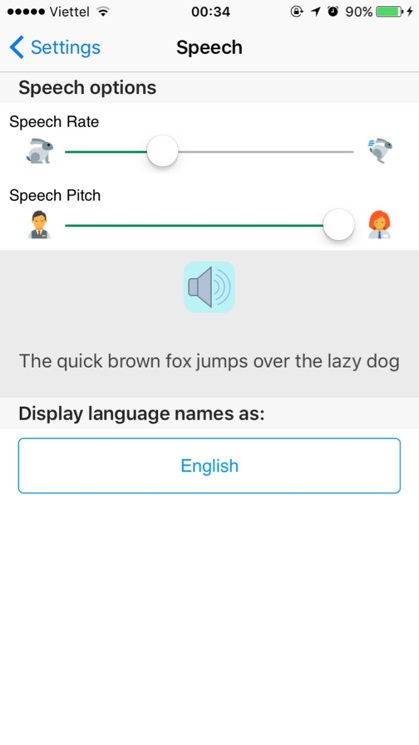 Viettel 00:34 90%
Settings Speech
Speech options
Speech Rate
Speech Pitch
The quick brown fox jumps over the lazy dog
Display language names as:
English